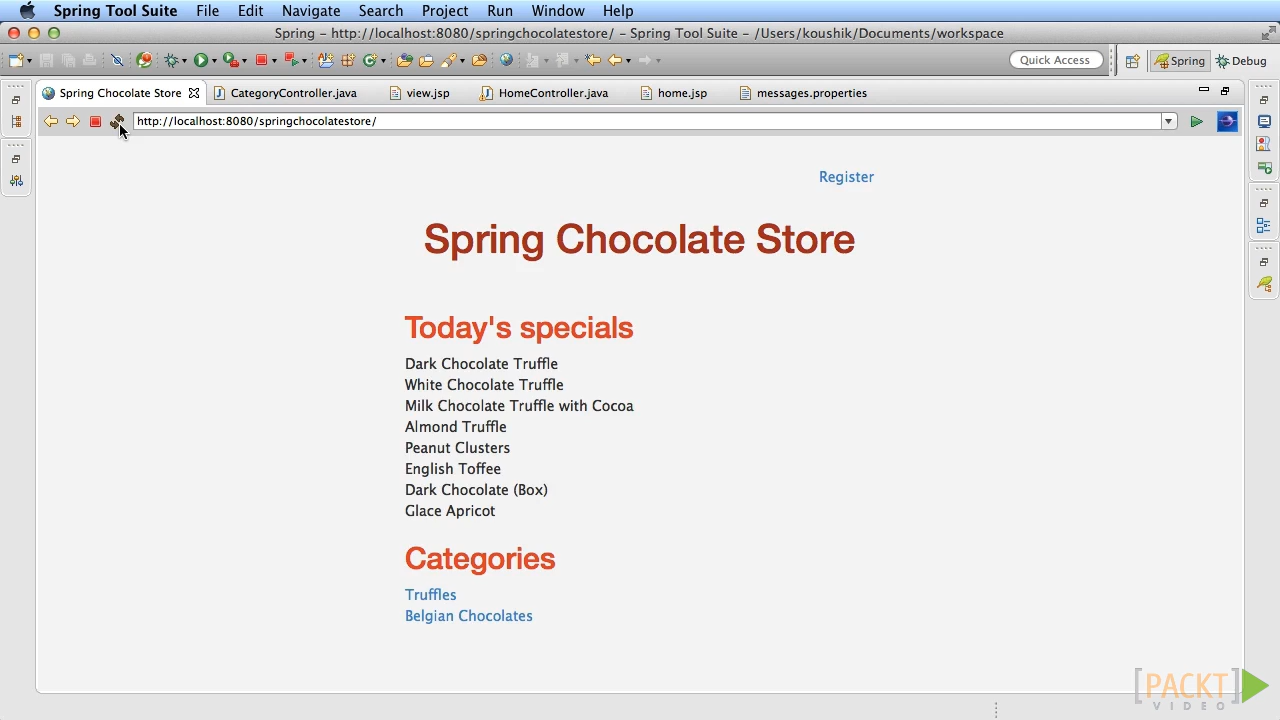 Spring Tool Suite File Edit Navigate Search Project Run Window Help
Spring – http://localhost:8080/springchocolatestore/ – Spring Tool Suite – /Users/koushik/Documents/workspace
Quick Access Spring Debug
Spring Chocolate Store CategoryController.java view.jsp HomeController.java home.jsp messages.properties
http://localhost:8080/springchocolatestore/
Register
Spring Chocolate Store
Today's specials
Dark Chocolate Truffle
White Chocolate Truffle
Milk Chocolate Truffle with Cocoa
Almond Truffle
Peanut Clusters
English Toffee
Dark Chocolate (Box)
Glace Apricot
Categories
Truffles
Belgian Chocolates
[PACKT]
VIDEO